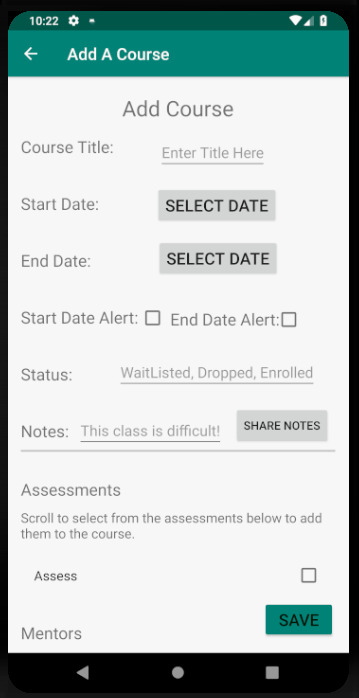 10:22
Add A Course
Add Course
Course Title: Enter Title Here
Start Date: SELECT DATE
End Date: SELECT DATE
Start Date Alert: End Date Alert:
Status: WaitListed, Dropped, Enrolled
Notes: This class is difficult! SHARE NOTES
Assessments
Scroll to select from the assessments below to add
them to the course.
Assess
SAVE
Mentors